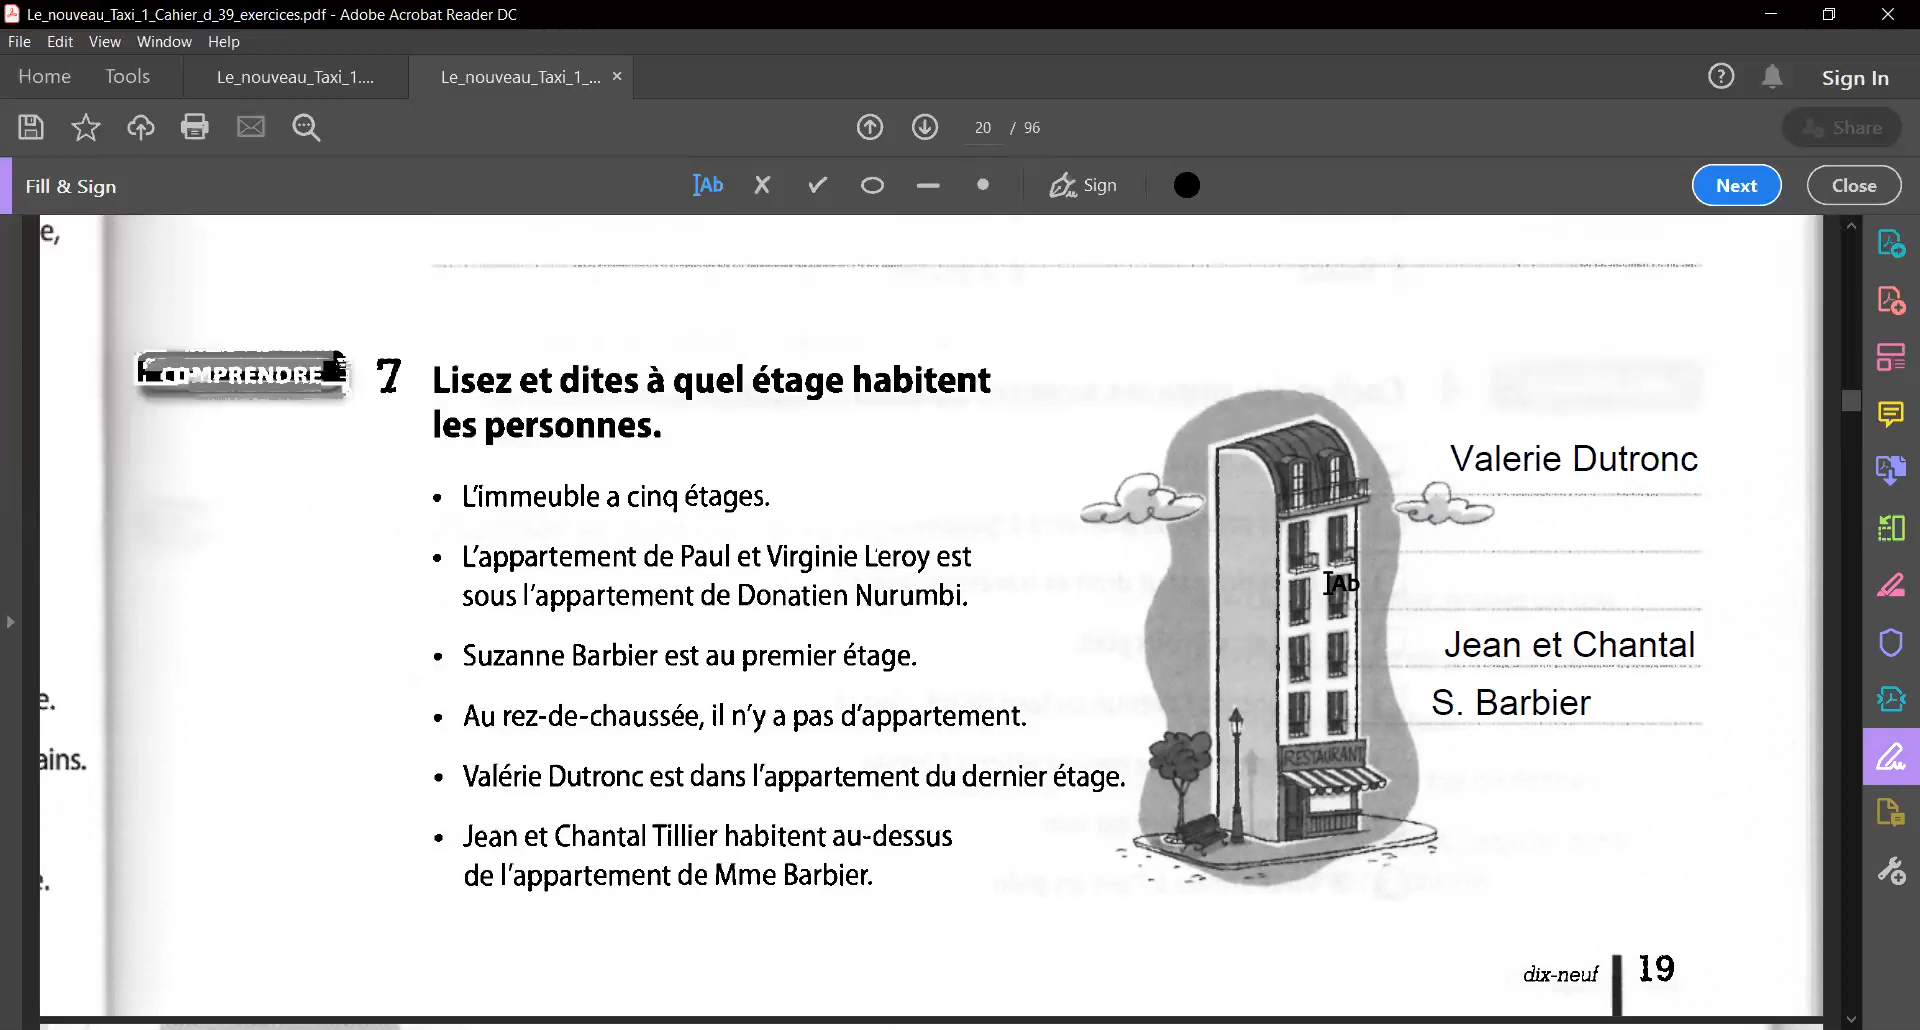 Le_nouveau_Taxi_1_Cahier_d_39_exercices.pdf - Adobe Acrobat Reader DC
File Edit View Window Help
Home Tools Le_nouveau_Taxi_1.... Le_nouveau_Taxi_1_... × Sign In
20 / 96 Share
Fill & Sign Ab Sign Next Close
e,
COMPRENDRE 7 Lisez et dites à quel étage habitent
les personnes.
Valerie Dutronc
• L'immeuble a cinq étages.
• L'appartement de Paul et Virginie Leroy est
sous l'appartement de Donatien Nurumbi.
Ab
Jean et Chantal
• Suzanne Barbier est au premier étage.
e.
S. Barbier
• Au rez-de-chaussée, il n'y a pas d'appartement.
ains.
RESTAURANT
• Valérie Dutronc est dans l'appartement du dernier étage.
• Jean et Chantal Tillier habitent au-dessus
de l'appartement de Mme Barbier.
dix-neuf 19